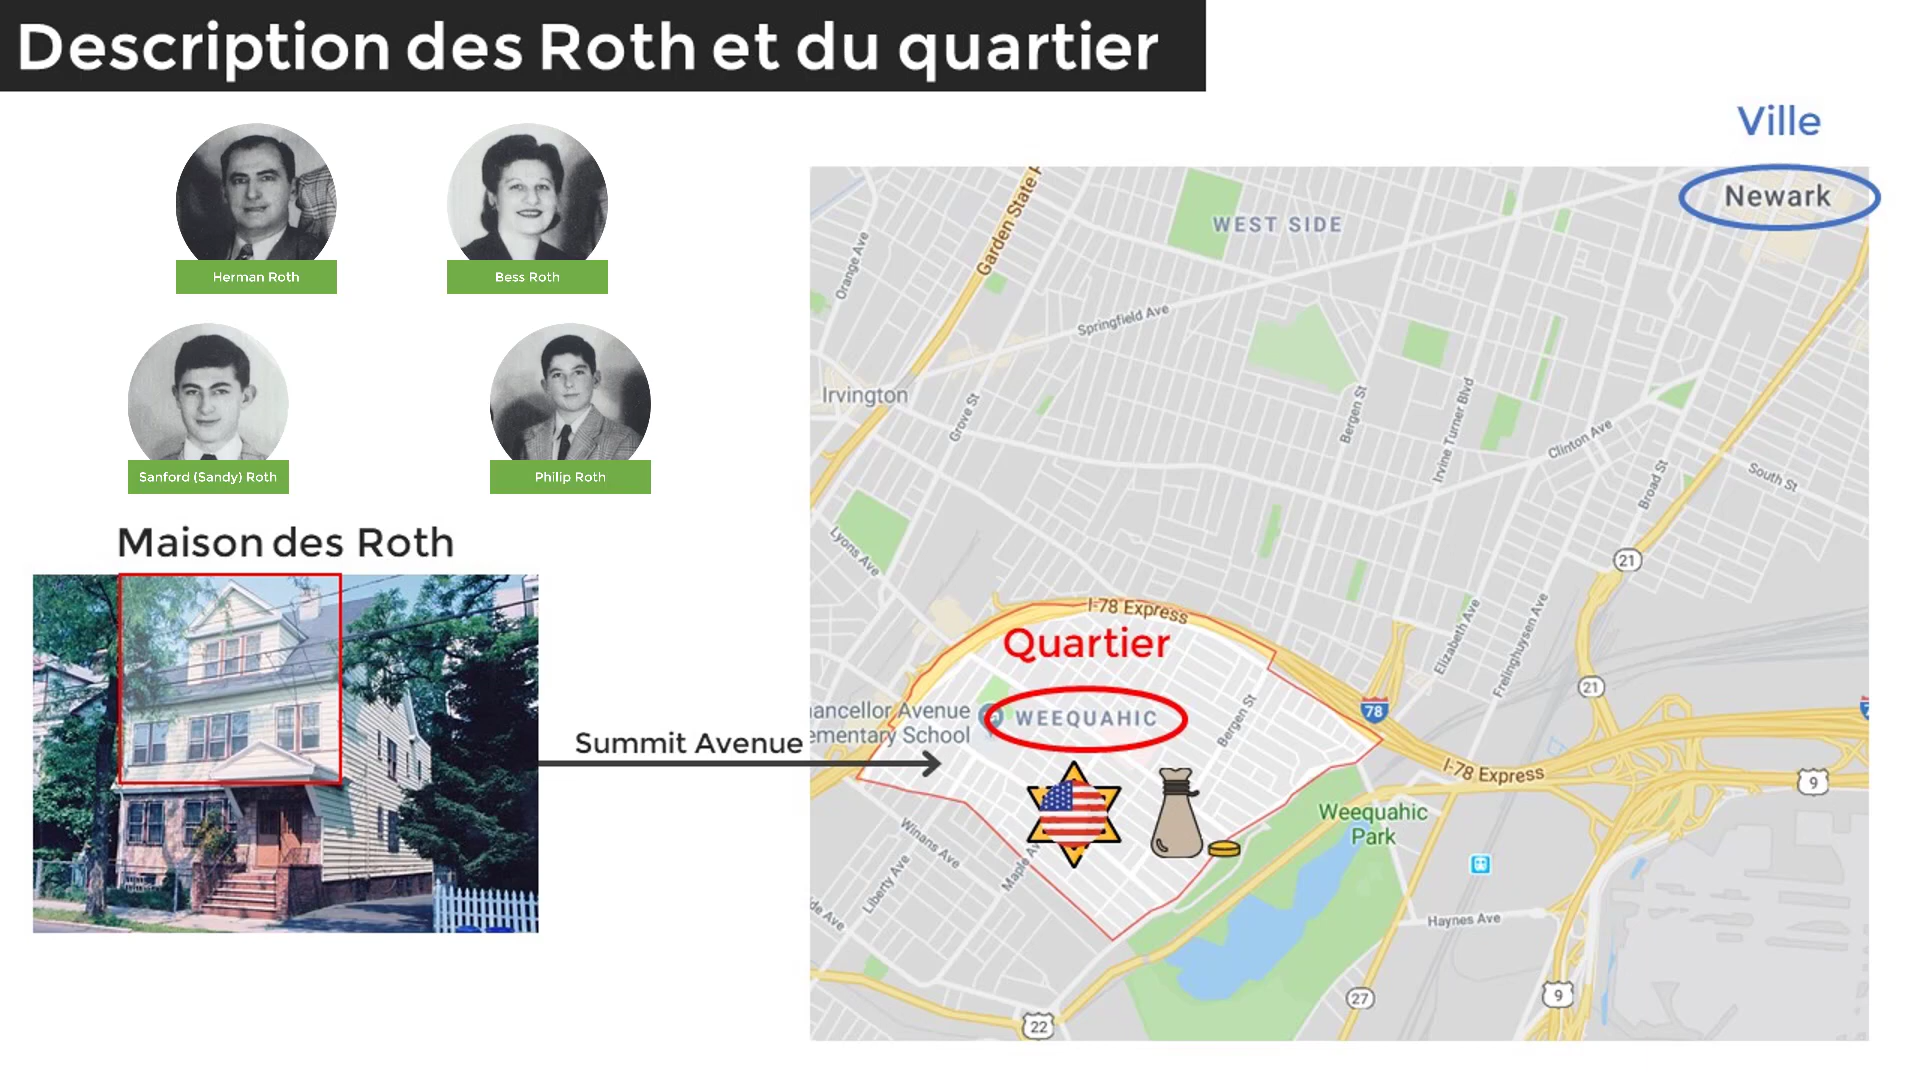 Description des Roth et du quartier
Herman Roth
Bess Roth
Sanford (Sandy) Roth
Philip Roth
Maison des Roth
Summit Avenue
Ville
Newark
WEST SIDE
Garden State
Orange Ave
Springfield Ave
Irvington
Grove St
Bergen St
Irvine Turner Blvd
Clinton Ave
Broad St
South St
Lyons Ave
21
I-78 Express
Quartier
Elizabeth Ave
Frelinghuysen Ave
21
78
ancellor Avenue
ementary School
WEEQUAHIC
Bergen St
I-78 Express
9
Weequahic
Park
Winans Ave
Liberty Ave
Maple Av
de Ave
Haynes Ave
27
9
22